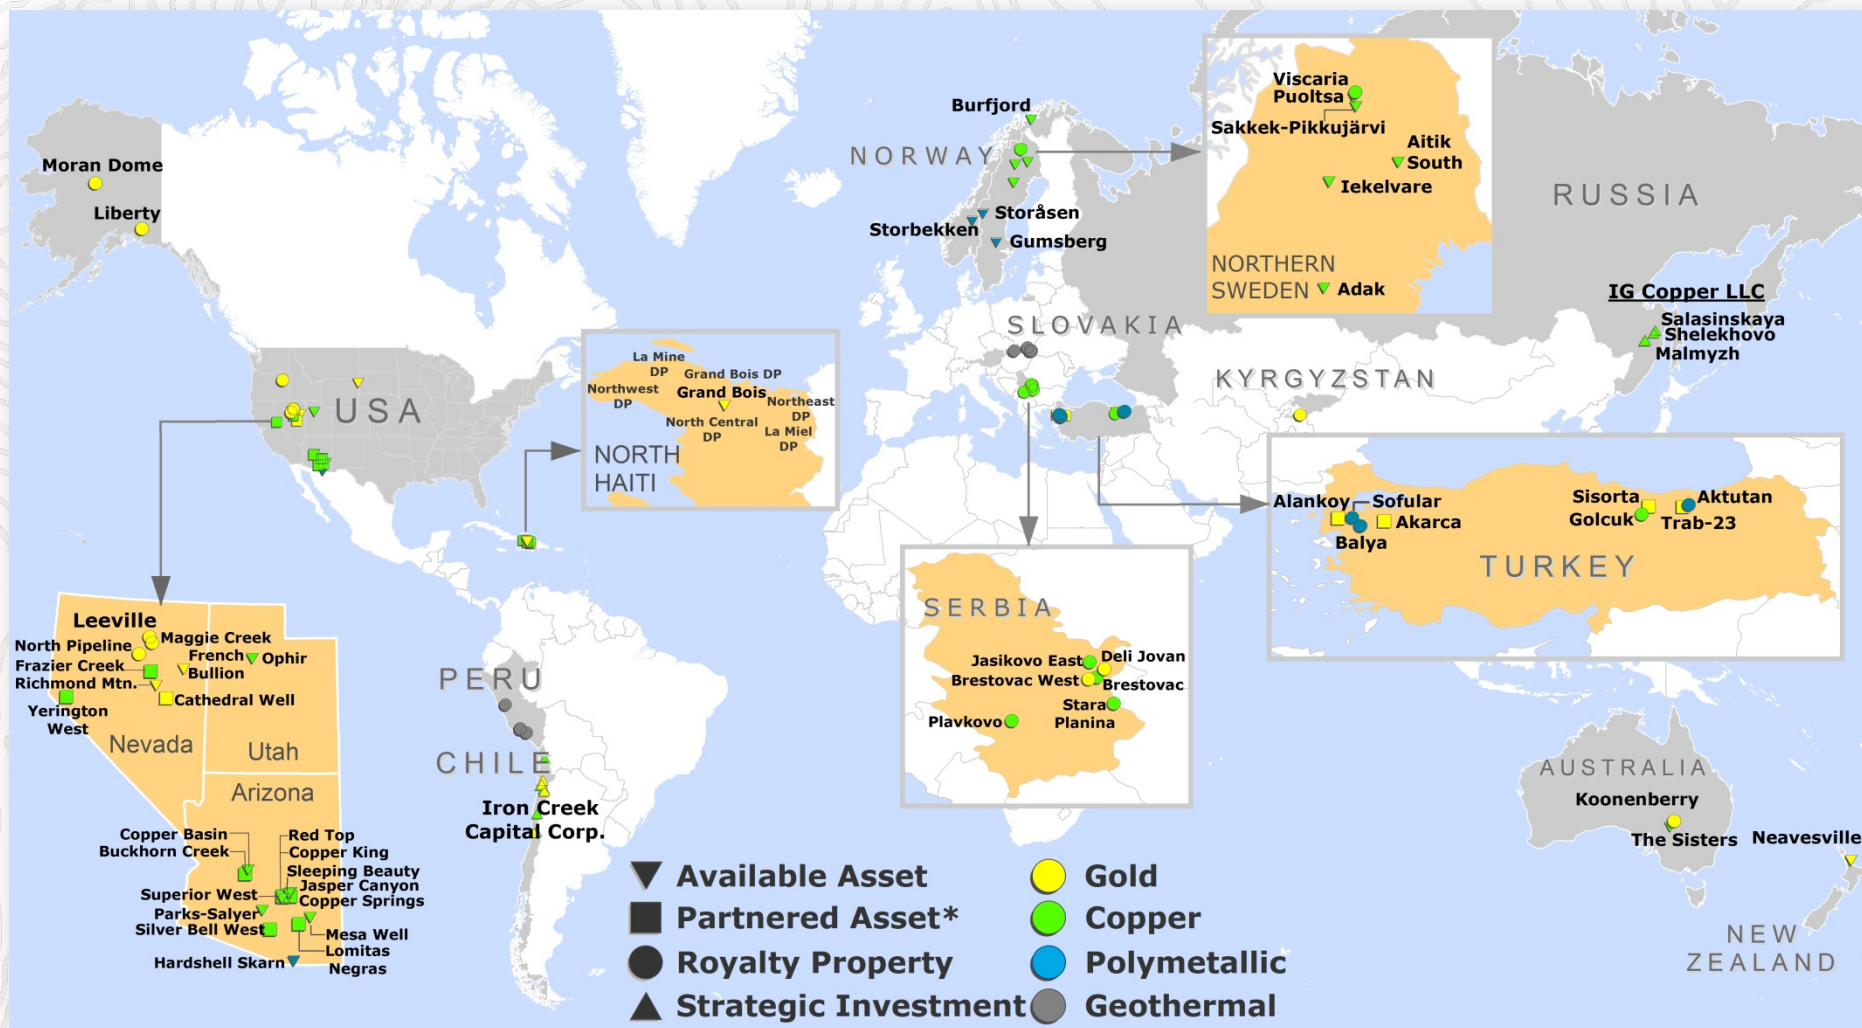 Moran Dome
Liberty
USA
Burfjord
NORWAY
Storåsen
Storbekken
Gumsberg
Viscaria
Puoltsa
Sakkek-Pikkujärvi
Aitik
South
Iekelvare
NORTHERN
SWEDEN
Adak
RUSSIA
IG Copper LLC
Salasinskaya
Shelekhovo
Malmyzh
SLOVAKIA
KYRGYZSTAN
La Mine
DP
Grand Bois DP
Northwest
DP
Grand Bois
Northeast
DP
North Central
DP
La Miel
DP
NORTH
HAITI
Alankoy
Sofular
Akarca
Balya
Sisorta
Golcuk
Aktutan
Trab-23
TURKEY
Leeville
North Pipeline
Maggie Creek
French
Bullion
Ophir
Frazier Creek
Richmond Mtn.
Cathedral Well
Yerington
West
Nevada
Utah
Arizona
Copper Basin
Buckhorn Creek
Red Top
Copper King
Sleeping Beauty
Jasper Canyon
Copper Springs
Superior West
Parks-Salyer
Silver Bell West
Mesa Well
Lomitas
Negras
Hardshell Skarn
PERU
CHILE
Iron Creek
Capital Corp.
SERBIA
Jasikovo East
Deli Jovan
Brestovac West
Brestovac
Stara
Planina
Plavkovo
AUSTRALIA
Koonenberry
The Sisters
Neavesville
NEW
ZEALAND
Available Asset
Partnered Asset*
Royalty Property
Strategic Investment
Gold
Copper
Polymetallic
Geothermal